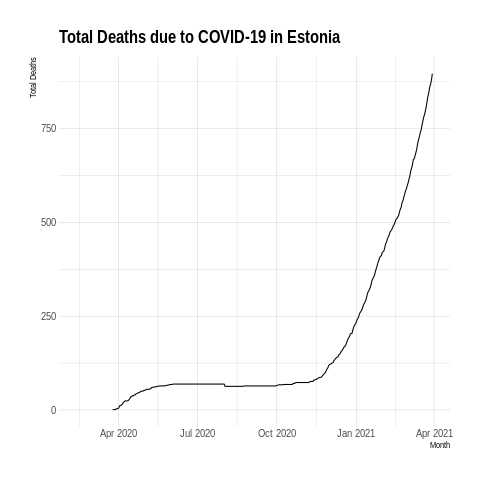 Total Deaths due to COVID-19 in Estonia
Total Deaths
750
500
250
0
Apr 2020
Jul 2020
Oct 2020
Jan 2021
Apr 2021
Month